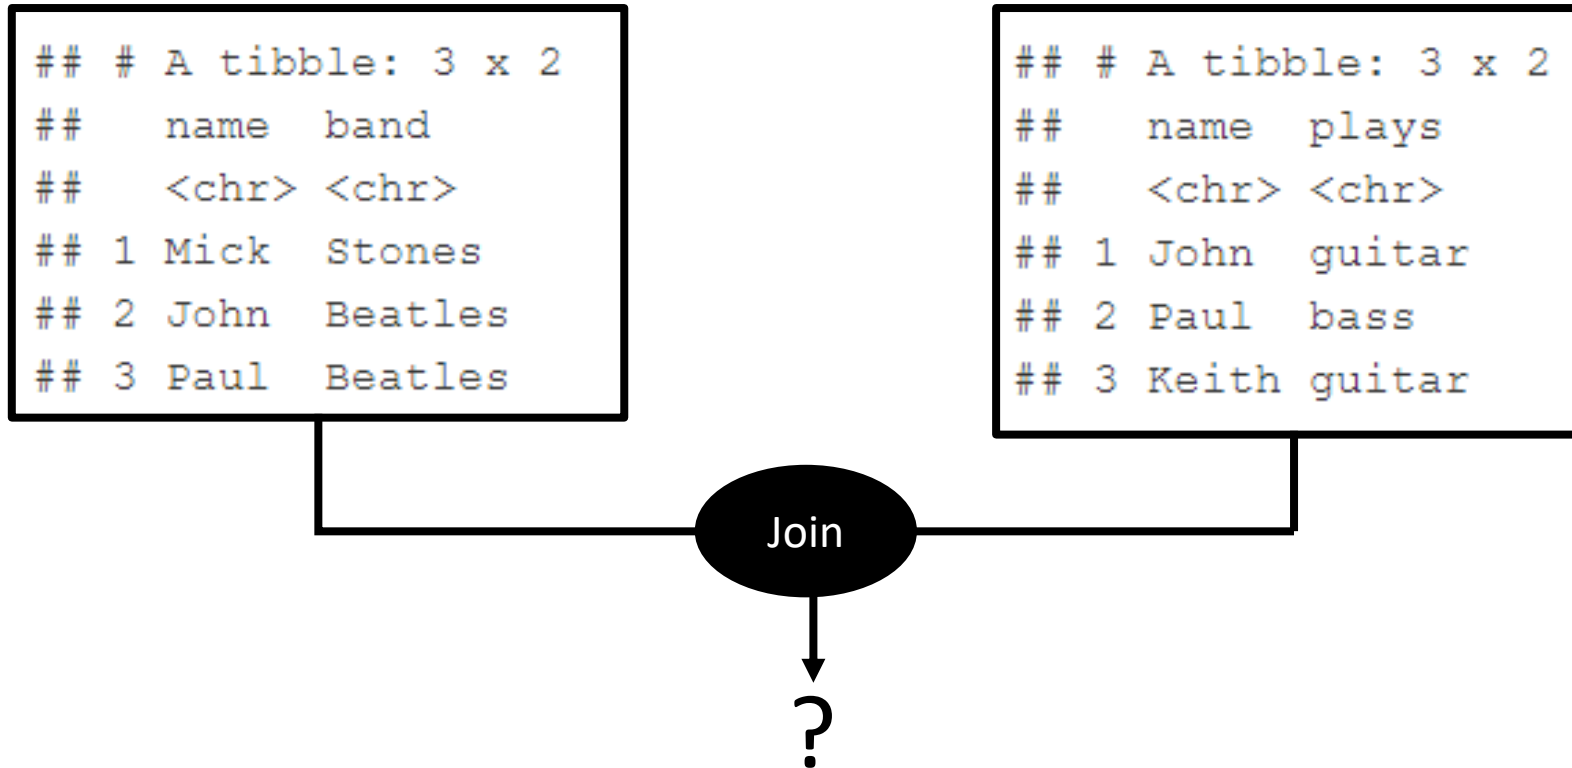 ## # A tibble: 3 x 2
##   name  band
##   <chr> <chr>
## 1 Mick  Stones
## 2 John  Beatles
## 3 Paul  Beatles
## # A tibble: 3 x 2
##   name  plays
##   <chr> <chr>
## 1 John  guitar
## 2 Paul  bass
## 3 Keith guitar
Join
?